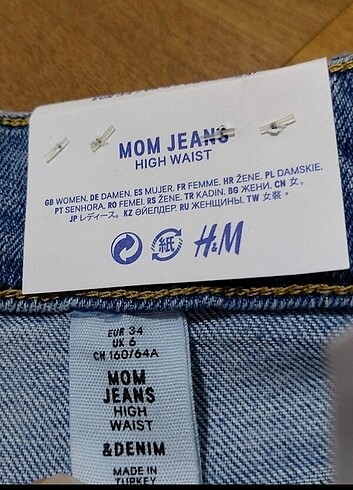 MOM JEANS
HIGH WAIST
GB WOMEN, DE DAMEN, ES MUJER, FR FEMME, HR ŽENE, PL DAMSKIE,
PT SENHORA, RO FEMEI, RS ŽENE, TR KADIN, BG ЖЕНИ, CN 女。
JP レディース。KZ ӘЙЕЛДЕР, RU ЖЕНЩИНЫ, TW 女裝。
紙
H&M
EUR 34
UK 6
CN 160/64A
MOM
JEANS
HIGH
WAIST
&DENIM
MADE IN
TURKEY